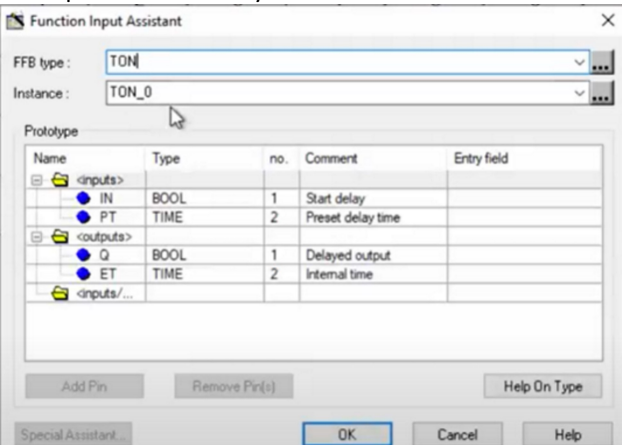 Function Input Assistant
FFB type : TON ...
Instance : TON_0 ...
Prototype
Name Type no. Comment Entry field
<inputs>
IN BOOL 1 Start delay
PT TIME 2 Preset delay time
<outputs>
Q BOOL 1 Delayed output
ET TIME 2 Internal time
<inputs/...
Add Pin Remove Pin(s) Help On Type
Special Assistant... OK Cancel Help